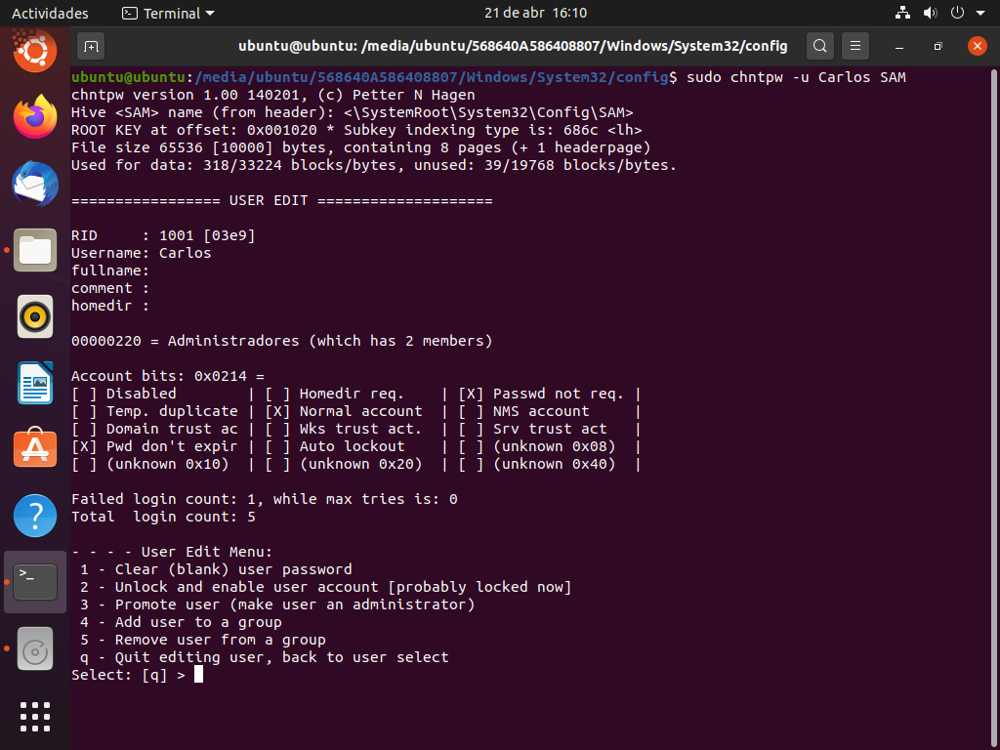 Actividades
Terminal
21 de abr 16:10
ubuntu@ubuntu: /media/ubuntu/568640A586408807/Windows/System32/config
ubuntu@ubuntu:/media/ubuntu/568640A586408807/Windows/System32/config$ sudo chntpw -u Carlos SAM
chntpw version 1.00 140201, (c) Petter N Hagen
Hive <SAM> name (from header): <\SystemRoot\System32\Config\SAM>
ROOT KEY at offset: 0x001020 * Subkey indexing type is: 686c <lh>
File size 65536 [10000] bytes, containing 8 pages (+ 1 headerpage)
Used for data: 318/33224 blocks/bytes, unused: 39/19768 blocks/bytes.
================= USER EDIT ====================
RID     : 1001 [03e9]
Username: Carlos
fullname:
comment :
homedir :
00000220 = Administradores (which has 2 members)
Account bits: 0x0214 =
[ ] Disabled        | [ ] Homedir req.    | [X] Passwd not req. |
[ ] Temp. duplicate | [X] Normal account  | [ ] NMS account     |
[ ] Domain trust ac | [ ] Wks trust act.  | [ ] Srv trust act   |
[X] Pwd don't expir | [ ] Auto lockout    | [ ] (unknown 0x08)  |
[ ] (unknown 0x10)  | [ ] (unknown 0x20)  | [ ] (unknown 0x40)  |
Failed login count: 1, while max tries is: 0
Total  login count: 5
- - - - User Edit Menu:
 1 - Clear (blank) user password
 2 - Unlock and enable user account [probably locked now]
 3 - Promote user (make user an administrator)
 4 - Add user to a group
 5 - Remove user from a group
 q - Quit editing user, back to user select
Select: [q] >